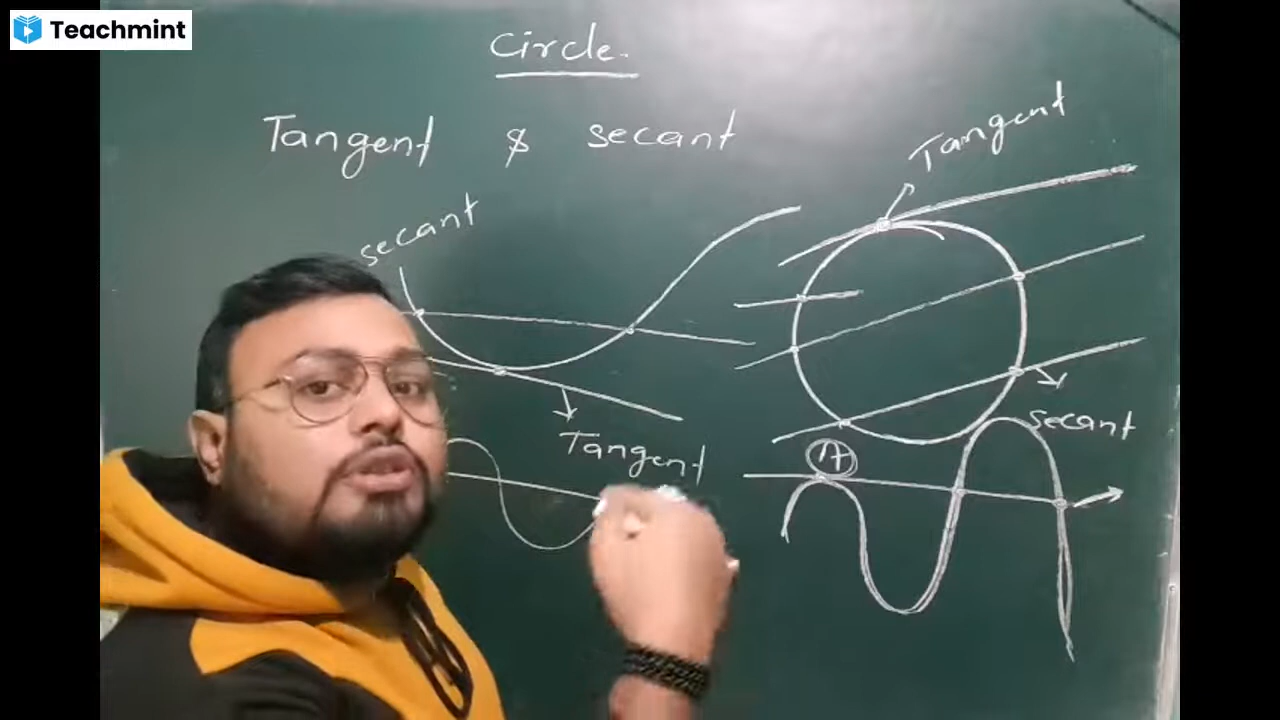 Teachmint
Circle.
Tangent & secant
Tangent
secant
Tangent
secant
A